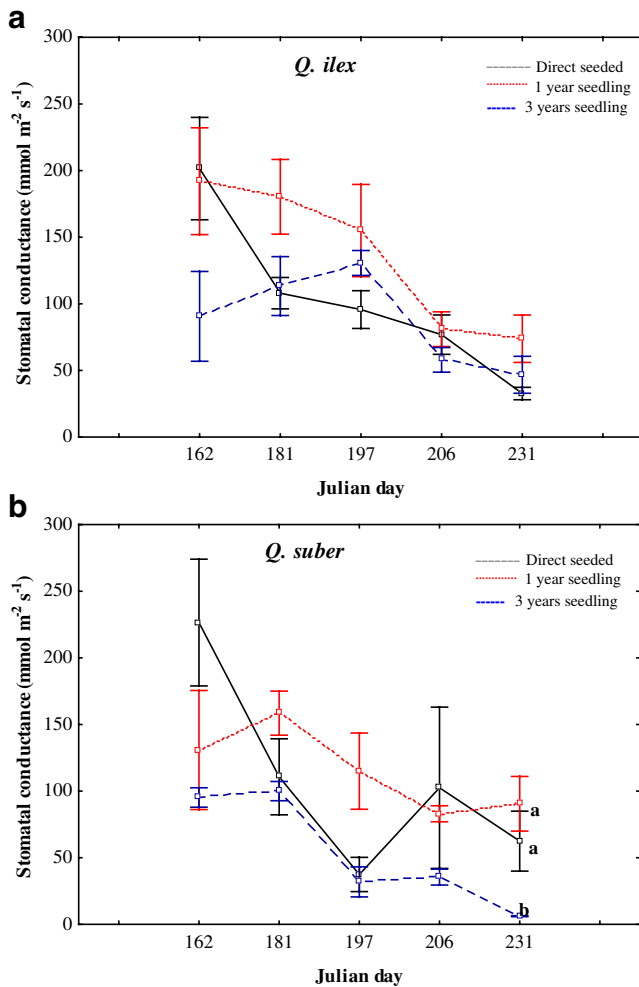 a
300
250
200
150
100
50
0
Stomatal conductance (mmol m⁻² s⁻¹)
Q. ilex
Direct seeded
1 year seedling
3 years seedling
162 181 197 206 231
Julian day
b
300
250
200
150
100
50
0
Stomatal conductance (mmol m⁻² s⁻¹)
Q. suber
Direct seeded
1 year seedling
3 years seedling
a
a
b
162 181 197 206 231
Julian day